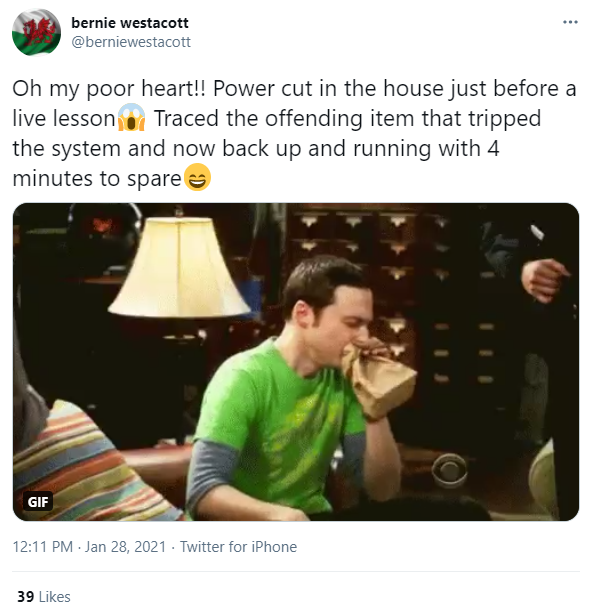 bernie westacott
@berniewestacott
Oh my poor heart!! Power cut in the house just before a
live lesson😱 Traced the offending item that tripped
the system and now back up and running with 4
minutes to spare😄
GIF
12:11 PM · Jan 28, 2021 · Twitter for iPhone
39 Likes